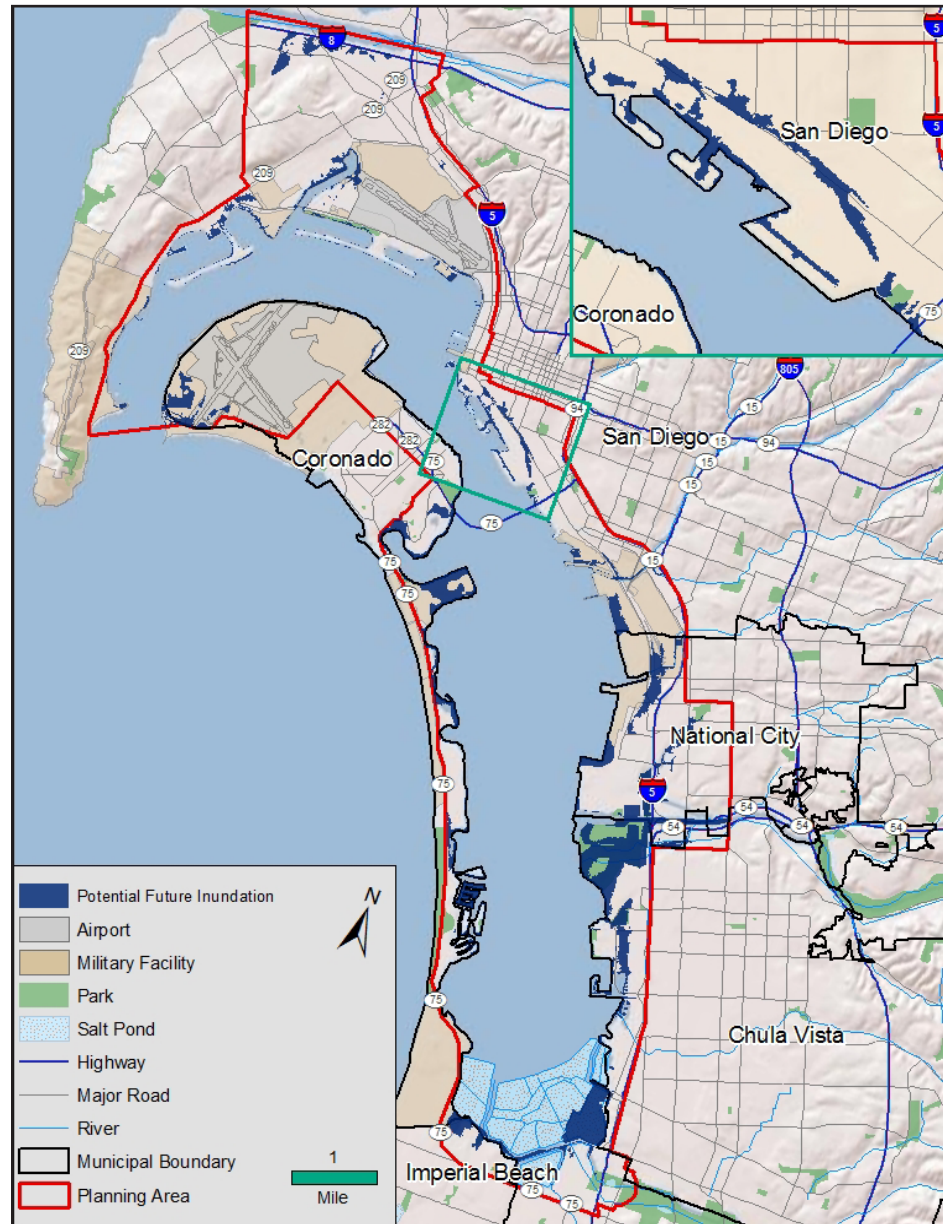 8
5
209
209
209
San Diego
5
5
Coronado
75
209
805
94
San Diego
15
94
15
15
282
282
75
Coronado
75
75
15
75
National City
75
5
54
54
54
54
75
Chula Vista
75
Imperial Beach
75
75
N
Potential Future Inundation
Airport
Military Facility
Park
Salt Pond
Highway
Major Road
River
Municipal Boundary
Planning Area
1
Mile